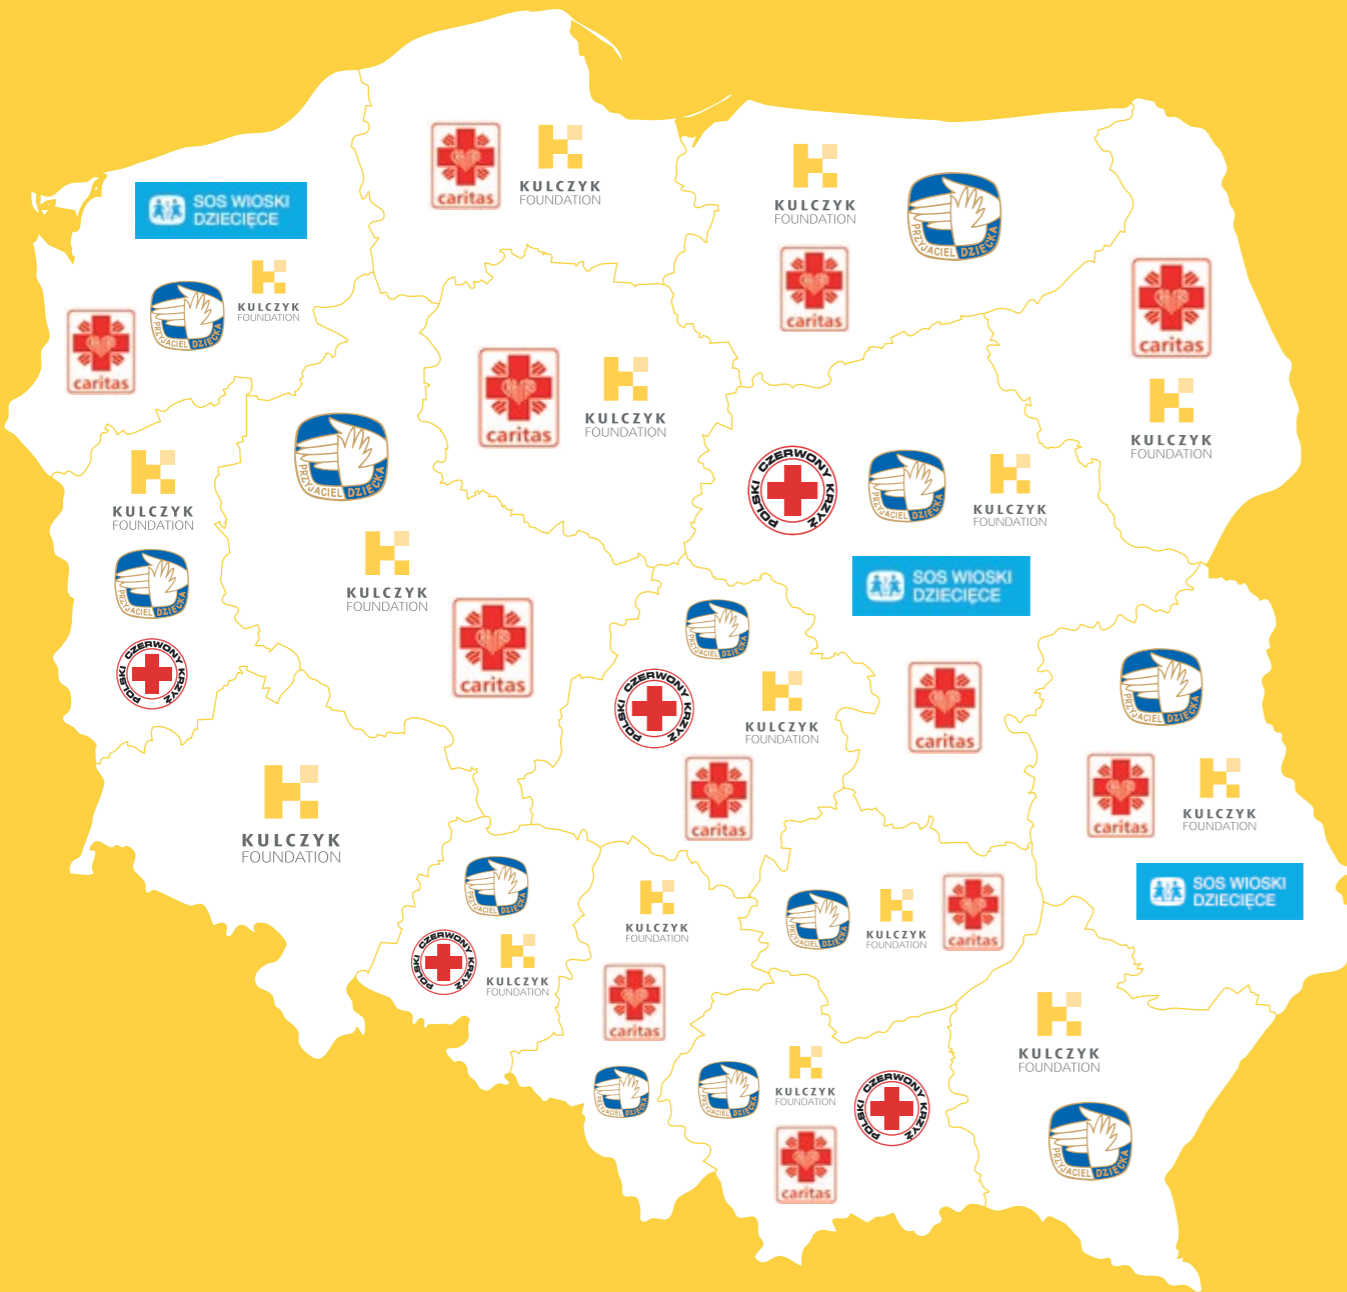 caritas
KULCZYK
FOUNDATION
KULCZYK
FOUNDATION
PRZYJACIEL DZIECKA
caritas
SOS WIOSKI
DZIECIĘCE
PRZYJACIEL DZIECKA
KULCZYK
FOUNDATION
caritas
caritas
KULCZYK
FOUNDATION
caritas
KULCZYK
FOUNDATION
KULCZYK
FOUNDATION
PRZYJACIEL DZIECKA
POLSKI CZERWONY KRZYŻ
PRZYJACIEL DZIECKA
KULCZYK
FOUNDATION
caritas
POLSKI CZERWONY KRZYŻ
PRZYJACIEL DZIECKA
KULCZYK
FOUNDATION
SOS WIOSKI
DZIECIĘCE
caritas
PRZYJACIEL DZIECKA
POLSKI CZERWONY KRZYŻ
KULCZYK
FOUNDATION
caritas
PRZYJACIEL DZIECKA
caritas
KULCZYK
FOUNDATION
SOS WIOSKI
DZIECIĘCE
KULCZYK
FOUNDATION
PRZYJACIEL DZIECKA
POLSKI CZERWONY KRZYŻ
KULCZYK
FOUNDATION
KULCZYK
FOUNDATION
caritas
PRZYJACIEL DZIECKA
PRZYJACIEL DZIECKA
KULCZYK
FOUNDATION
caritas
PRZYJACIEL DZIECKA
KULCZYK
FOUNDATION
POLSKI CZERWONY KRZYŻ
caritas
KULCZYK
FOUNDATION
PRZYJACIEL DZIECKA